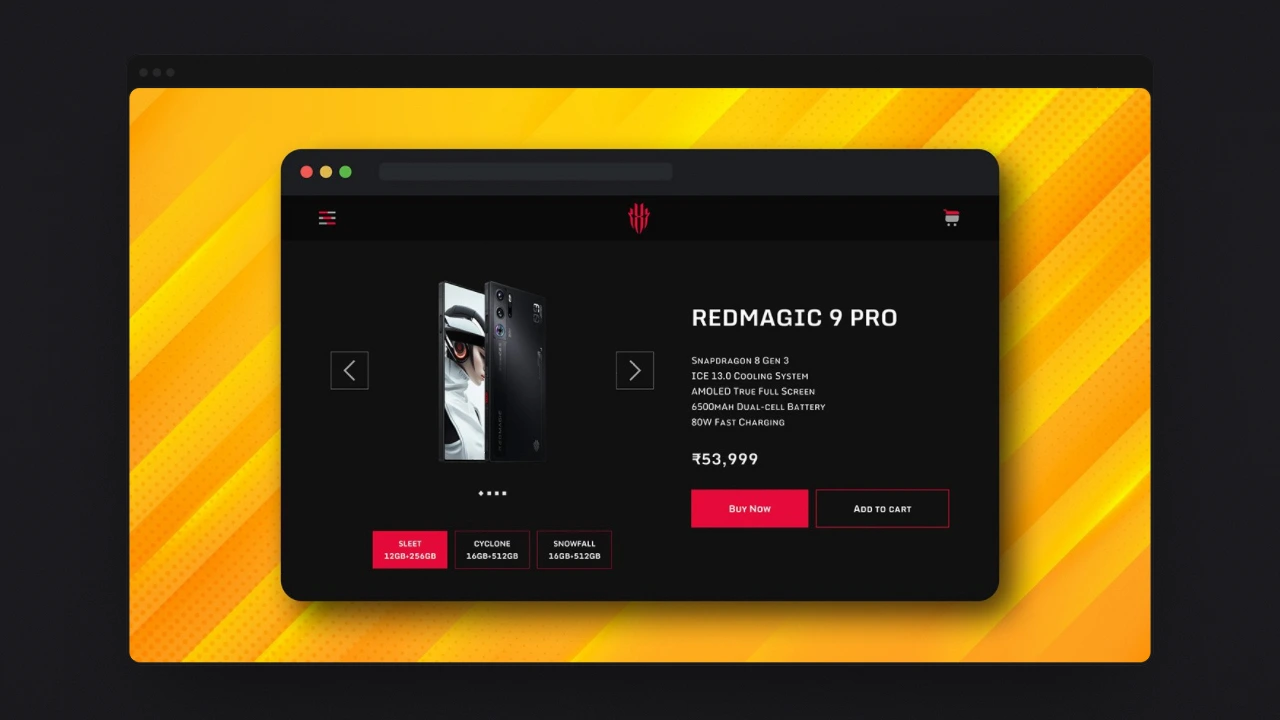 REDMAGIC 9 PRO
Snapdragon 8 Gen 3
ICE 13.0 Cooling System
AMOLED True Full Screen
6500mAh Dual-cell Battery
80W Fast Charging
₹53,999
Buy Now
Add to cart
SLEET
12GB+256GB
CYCLONE
16GB+512GB
SNOWFALL
16GB+512GB